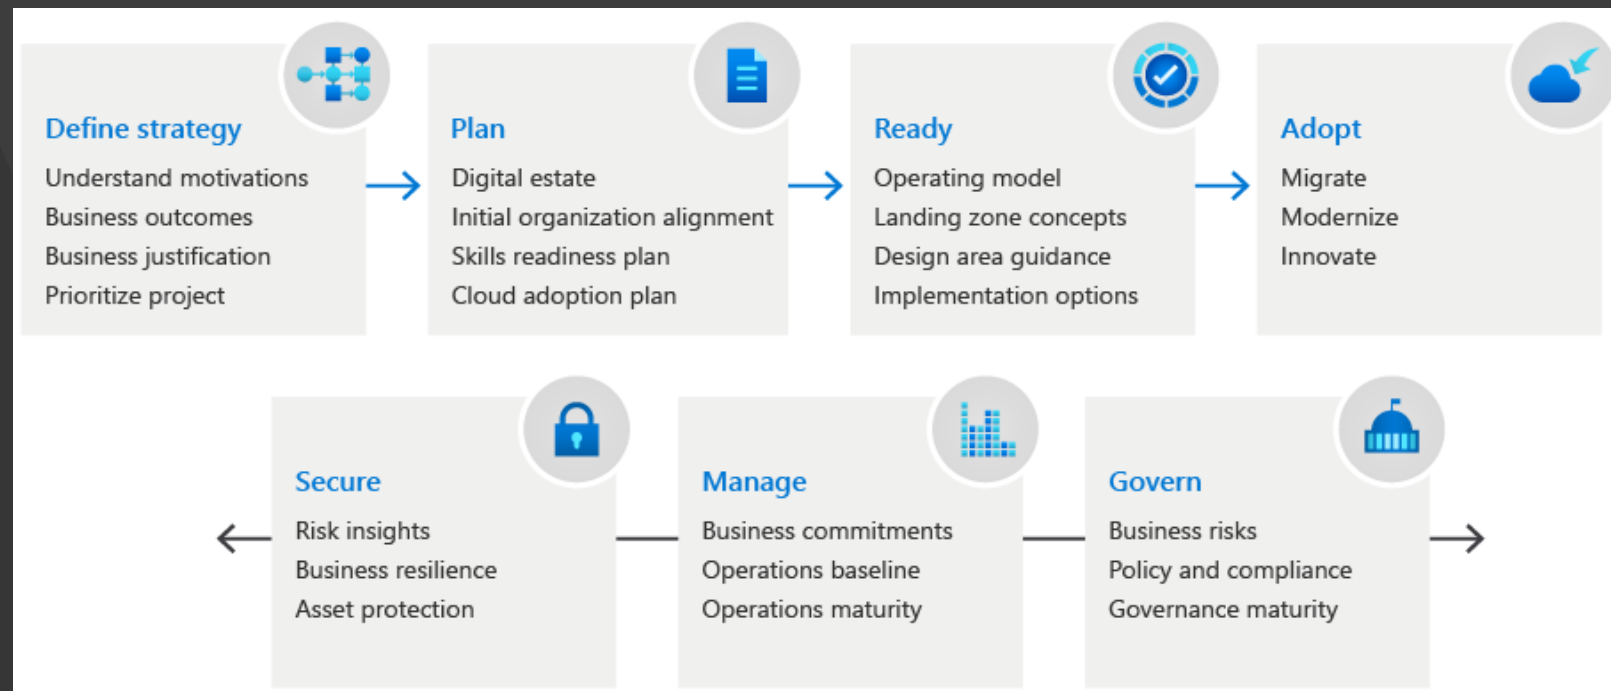 Define strategy
Understand motivations
Business outcomes
Business justification
Prioritize project
Plan
Digital estate
Initial organization alignment
Skills readiness plan
Cloud adoption plan
Ready
Operating model
Landing zone concepts
Design area guidance
Implementation options
Adopt
Migrate
Modernize
Innovate
Secure
Risk insights
Business resilience
Asset protection
Manage
Business commitments
Operations baseline
Operations maturity
Govern
Business risks
Policy and compliance
Governance maturity